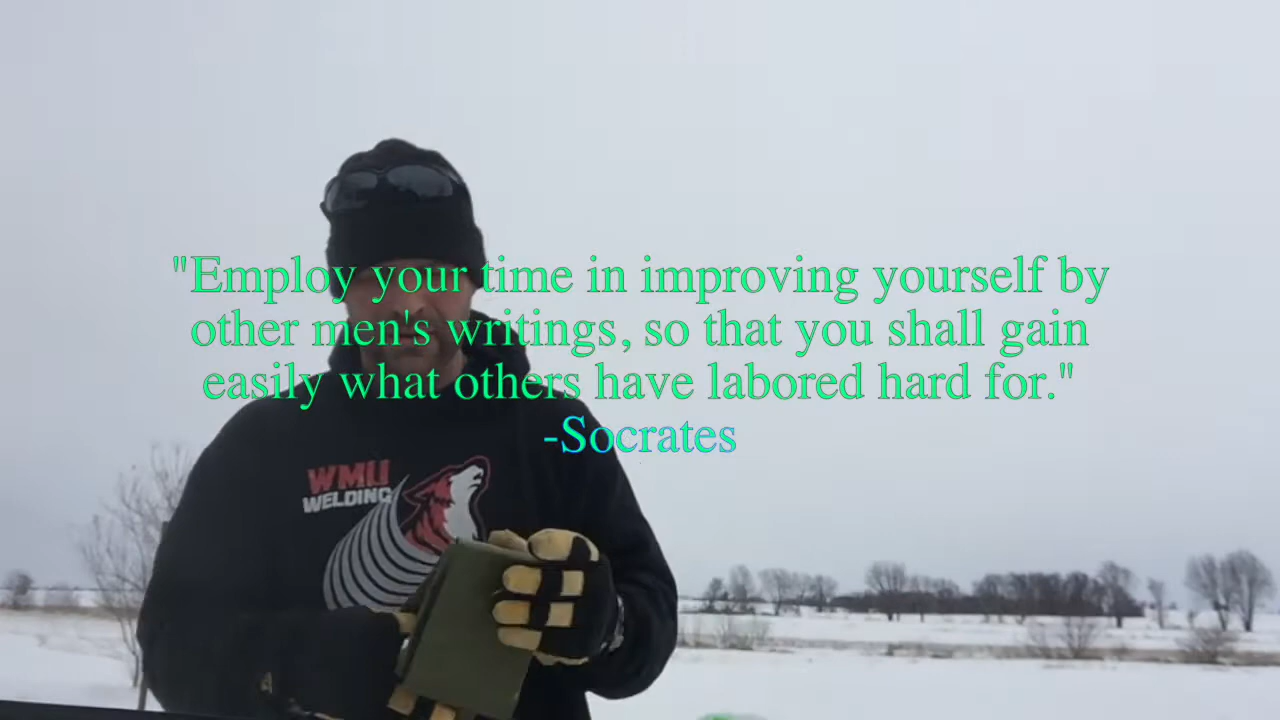 "Employ your time in improving yourself by
other men's writings, so that you shall gain
easily what others have labored hard for."
-Socrates
WMU
WELDING